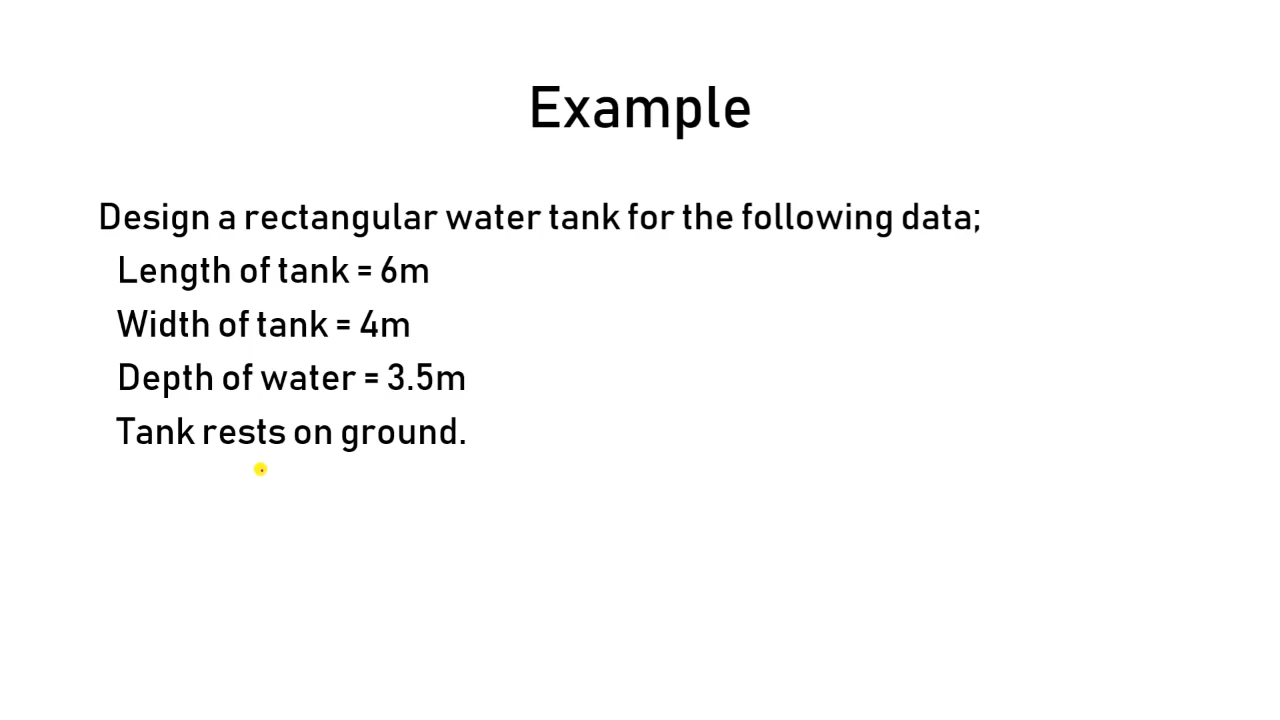 Example
Design a rectangular water tank for the following data;
Length of tank = 6m
Width of tank = 4m
Depth of water = 3.5m
Tank rests on ground.